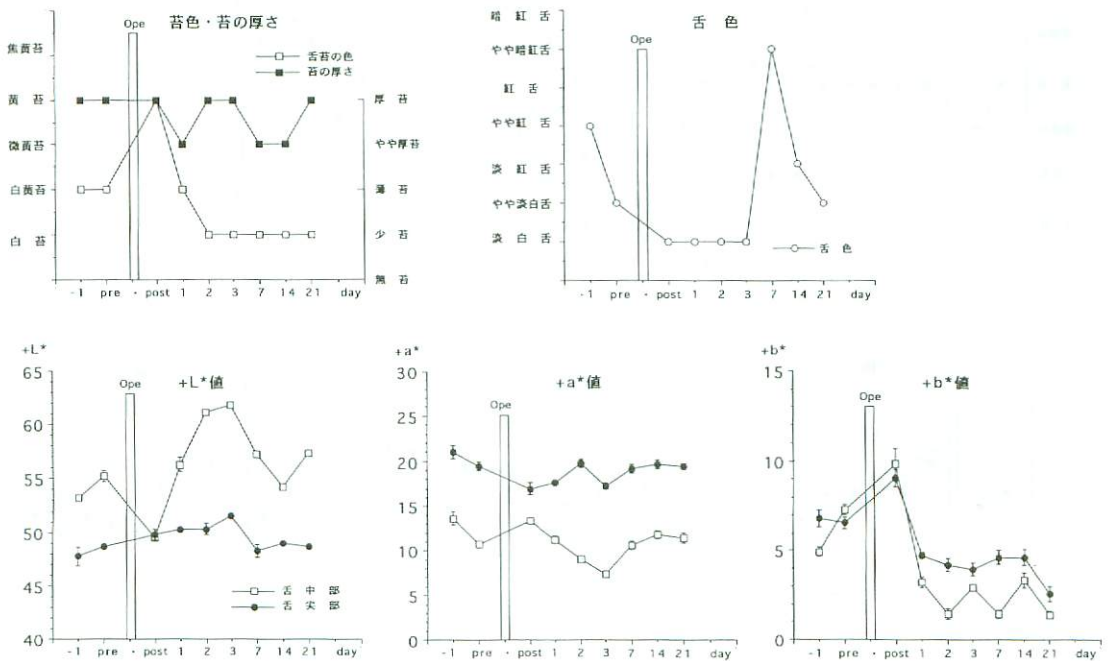 Ope
苔色・苔の厚さ
焦黄苔
黄苔
微黄苔
白黄苔
白苔
舌苔の色
苔の厚さ
厚苔
やや厚苔
薄苔
少苔
無苔
-1 pre · post 1 2 3 7 14 21 day
舌色
Ope
暗紅舌
やや暗紅舌
紅舌
やや紅舌
淡紅舌
やや淡白舌
淡白舌
舌色
-1 pre · post 1 2 3 7 14 21 day
+L*
+L*値
Ope
65
60
55
50
45
40
舌中部
舌尖部
-1 pre · post 1 2 3 7 14 21 day
+a*
+a*値
Ope
30
25
20
15
10
5
0
-1 pre · post 1 2 3 7 14 21 day
+b*
+b*値
Ope
15
10
5
0
-1 pre · post 1 2 3 7 14 21 day